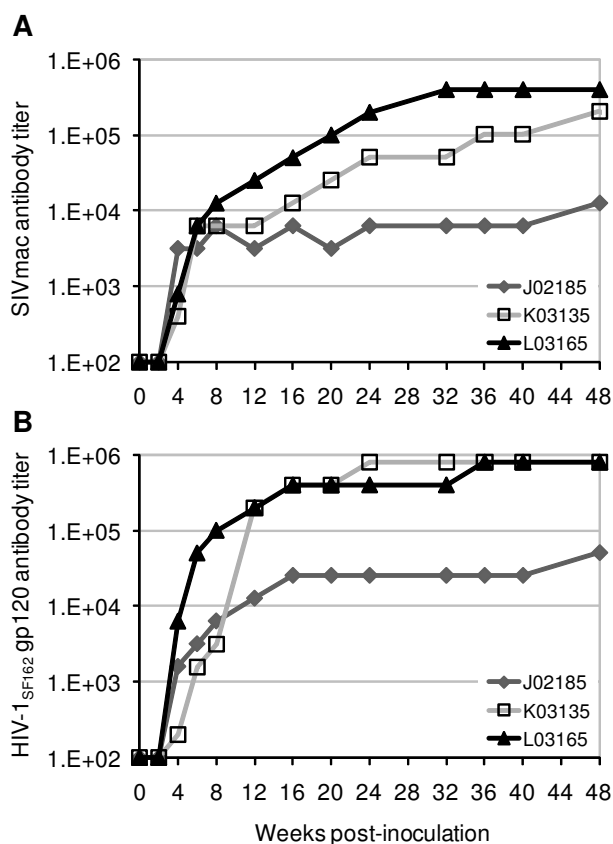 A
SIVmac antibody titer
1.E+06
1.E+05
1.E+04
1.E+03
1.E+02
J02185
K03135
L03165
0 4 8 12 16 20 24 28 32 36 40 44 48
B
HIV-1SF162 gp120 antibody titer
1.E+06
1.E+05
1.E+04
1.E+03
1.E+02
J02185
K03135
L03165
0 4 8 12 16 20 24 28 32 36 40 44 48
Weeks post-inoculation